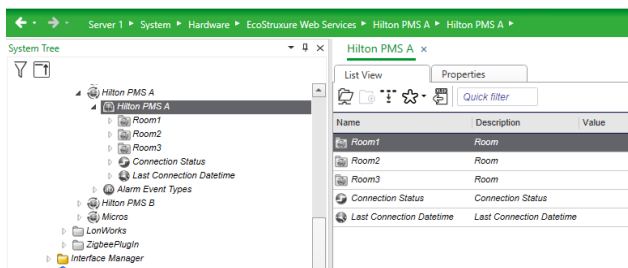 Server 1 ▸ System ▸ Hardware ▸ EcoStruxure Web Services ▸ Hilton PMS A ▸ Hilton PMS A ▸
System Tree
Hilton PMS A
Hilton PMS A
Room1
Room2
Room3
Connection Status
Last Connection Datetime
Alarm Event Types
Hilton PMS B
Micros
LonWorks
ZigbeePlugIn
Interface Manager
Hilton PMS A ×
List View Properties
Quick filter
Name Description Value
Room1 Room
Room2 Room
Room3 Room
Connection Status Connection Status
Last Connection Datetime Last Connection Datetime